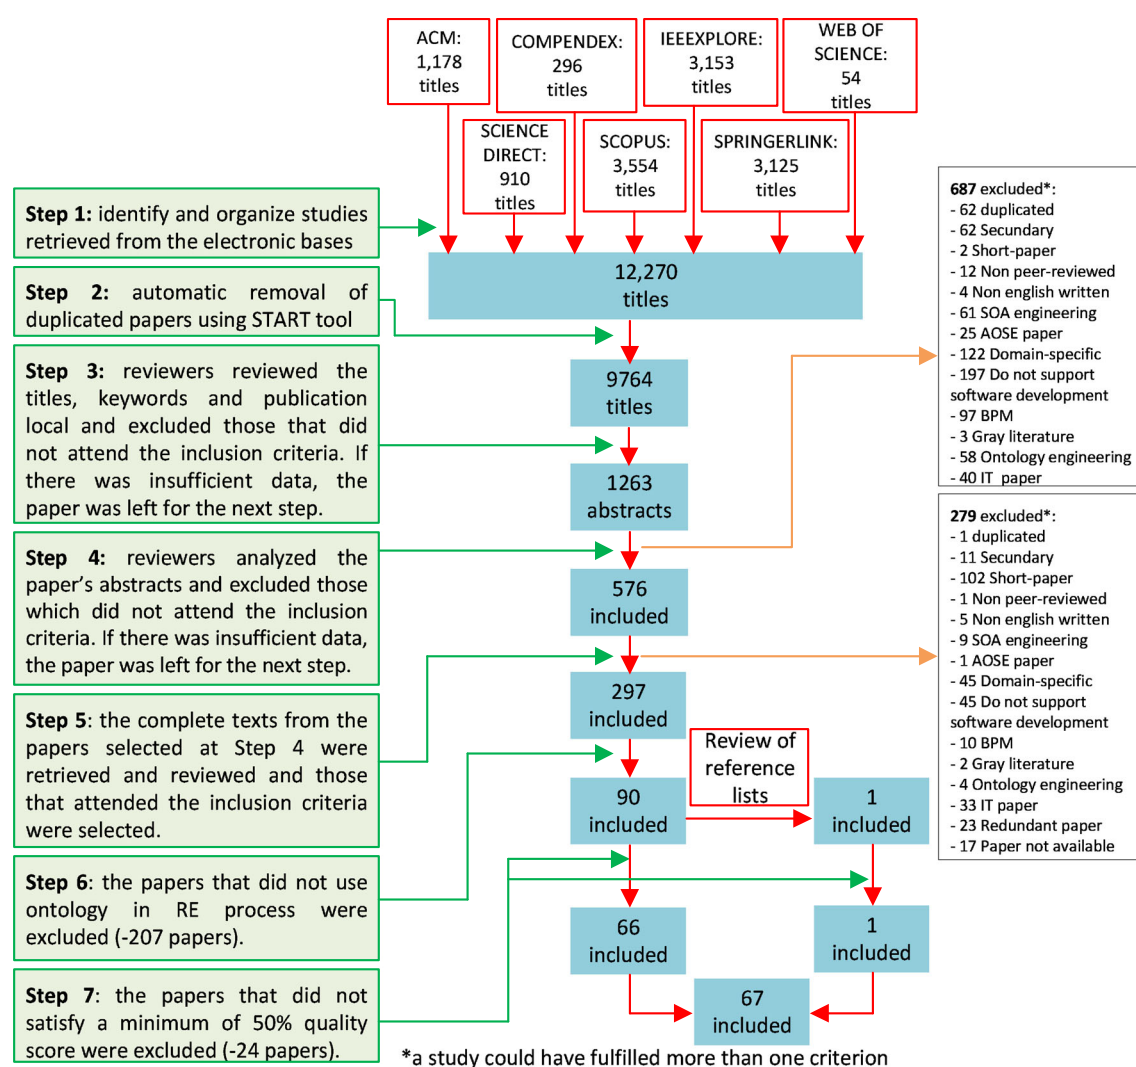 ACM:
1,178
titles
COMPENDEX:
296
titles
IEEEXPLORE:
3,153
titles
WEB OF
SCIENCE:
54
titles
SCIENCE
DIRECT:
910
titles
SCOPUS:
3,554
titles
SPRINGERLINK:
3,125
titles
Step 1: identify and organize studies
retrieved from the electronic bases
12,270
titles
Step 2: automatic removal of
duplicated papers using START tool
9764
titles
Step 3: reviewers reviewed the
titles, keywords and publication
local and excluded those that did
not attend the inclusion criteria. If
there was insufficient data, the
paper was left for the next step.
1263
abstracts
Step 4: reviewers analyzed the
paper's abstracts and excluded those
which did not attend the inclusion
criteria. If there was insufficient data,
the paper was left for the next step.
576
included
687 excluded*:
- 62 duplicated
- 62 Secundary
- 2 Short-paper
- 12 Non peer-reviewed
- 4 Non english written
- 61 SOA engineering
- 25 AOSE paper
- 122 Domain-specific
- 197 Do not support
software development
- 97 BPM
- 3 Gray literature
- 58 Ontology engineering
- 40 IT paper
297
included
Step 5: the complete texts from the
papers selected at Step 4 were
retrieved and reviewed and those
that attended the inclusion criteria
were selected.
279 excluded*:
- 1 duplicated
- 11 Secundary
- 102 Short-paper
- 1 Non peer-reviewed
- 5 Non english written
- 9 SOA engineering
- 1 AOSE paper
- 45 Domain-specific
- 45 Do not support
software development
- 10 BPM
- 2 Gray literature
- 4 Ontology engineering
- 33 IT paper
- 23 Redundant paper
- 17 Paper not available
Review of
reference
lists
90
included
1
included
Step 6: the papers that did not use
ontology in RE process were
excluded (-207 papers).
66
included
1
included
Step 7: the papers that did not
satisfy a minimum of 50% quality
score were excluded (-24 papers).
67
included
*a study could have fulfilled more than one criterion